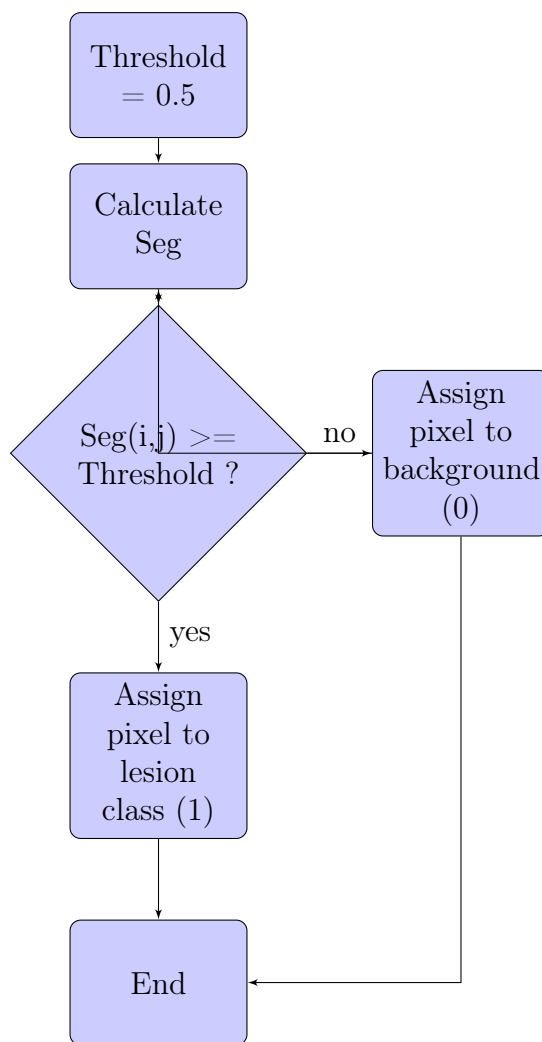 Threshold
= 0.5
Calculate
Seg
Seg(i,j) >=
Threshold ?
no
Assign
pixel to
background
(0)
yes
Assign
pixel to
lesion
class (1)
End